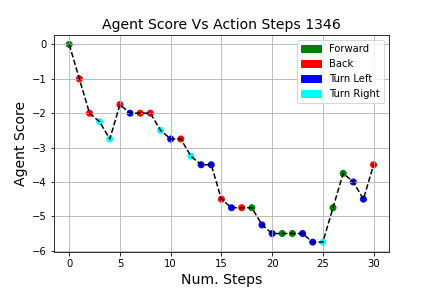 Agent Score Vs Action Steps 1346
Forward
Back
Turn Left
Turn Right
Agent Score
0
−1
−2
−3
−4
−5
−6
0 5 10 15 20 25 30
Num. Steps